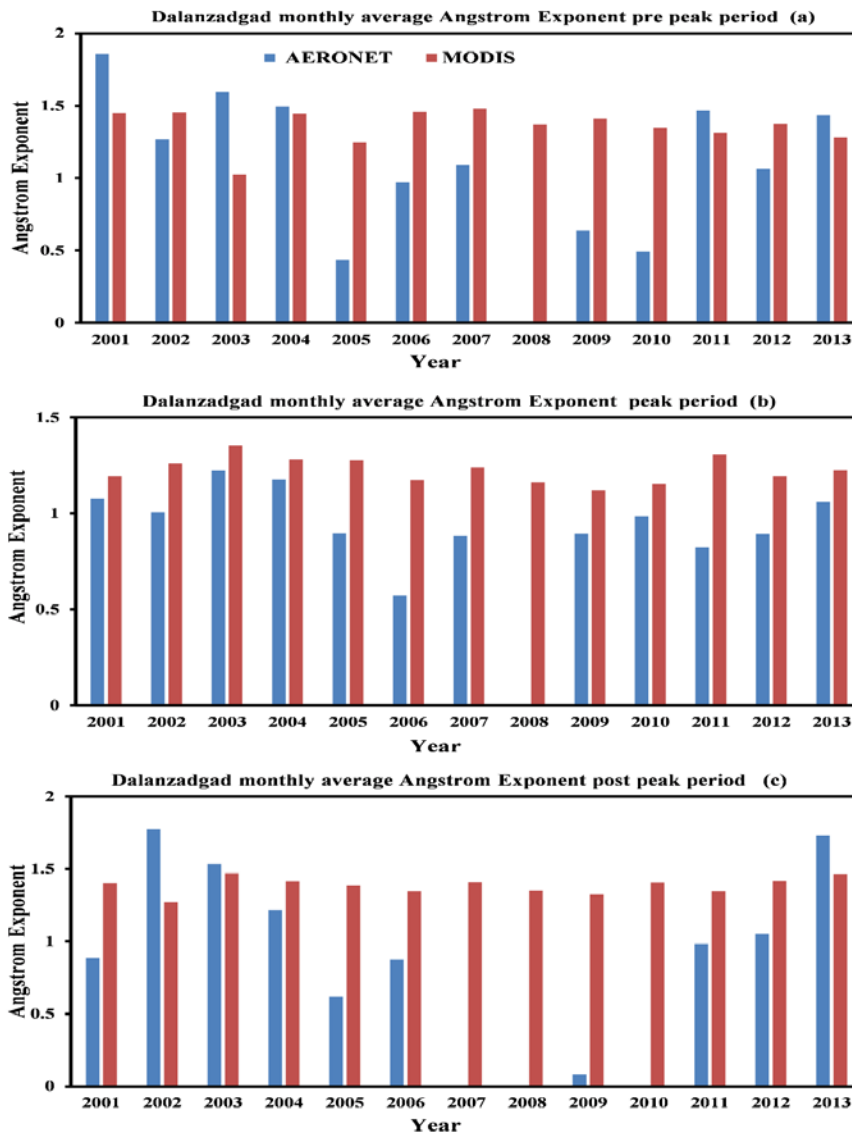 Dalanzadgad monthly average Angstrom Exponent pre peak period (a)
AERONET MODIS
Angstrom Exponent
2
1.5
1
0.5
0
2001 2002 2003 2004 2005 2006 2007 2008 2009 2010 2011 2012 2013
Year
Dalanzadgad monthly average Angstrom Exponent peak period (b)
Angstrom Exponent
1.5
1
0.5
0
2001 2002 2003 2004 2005 2006 2007 2008 2009 2010 2011 2012 2013
Year
Dalanzadgad monthly average Angstrom Exponent post peak period (c)
Angstrom Exponent
2
1.5
1
0.5
0
2001 2002 2003 2004 2005 2006 2007 2008 2009 2010 2011 2012 2013
Year